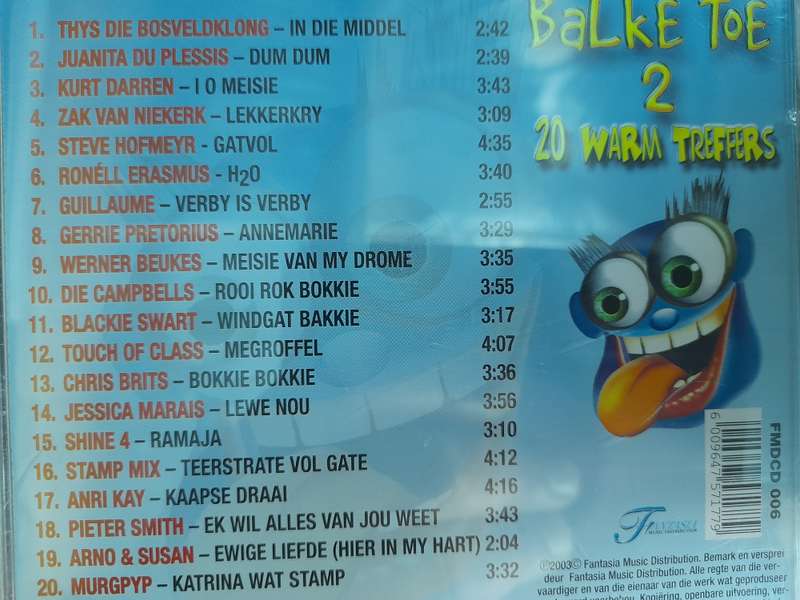 1. THYS DIE BOSVELDKLONG – IN DIE MIDDEL 2:42
2. JUANITA DU PLESSIS – DUM DUM 2:39
3. KURT DARREN – I O MEISIE 3:43
4. ZAK VAN NIEKERK – LEKKERKRY 3:09
5. STEVE HOFMEYR - GATVOL 4:35
6. RONÉLL ERASMUS - H2O 3:40
7. GUILLAUME – VERBY IS VERBY 2:55
8. GERRIE PRETORIUS – ANNEMARIE 3:29
9. WERNER BEUKES – MEISIE VAN MY DROME 3:35
10. DIE CAMPBELLS – ROOI ROK BOKKIE 3:55
11. BLACKIE SWART – WINDGAT BAKKIE 3:17
12. TOUCH OF CLASS – MEGROFFEL 4:07
13. CHRIS BRITS – BOKKIE BOKKIE 3:36
14. JESSICA MARAIS – LEWE NOU 3:56
15. SHINE 4 – RAMAJA 3:10
16. STAMP MIX – TEERSTRATE VOL GATE 4:12
17. ANRI KAY – KAAPSE DRAAI 4:16
18. PIETER SMITH – EK WIL ALLES VAN JOU WEET 3:43
19. ARNO & SUSAN – EWIGE LIEFDE (HIER IN MY HART) 2:04
20. MURGPYP – KATRINA WAT STAMP 3:32
BaLKE ToE
2
20 WARM TREFFERS
6009647571779
FMDCD 006
FANTASIA
MUSIC DISTRIBUTION
℗2003© Fantasia Music Distribution. Bemark en versprei
deur Fantasia Music Distribution. Alle regte van die ver-
vaardiger en van die eienaar van die werk wat geproduseer
voorbehou. Kopiëring, openbare uitvoering, ver-